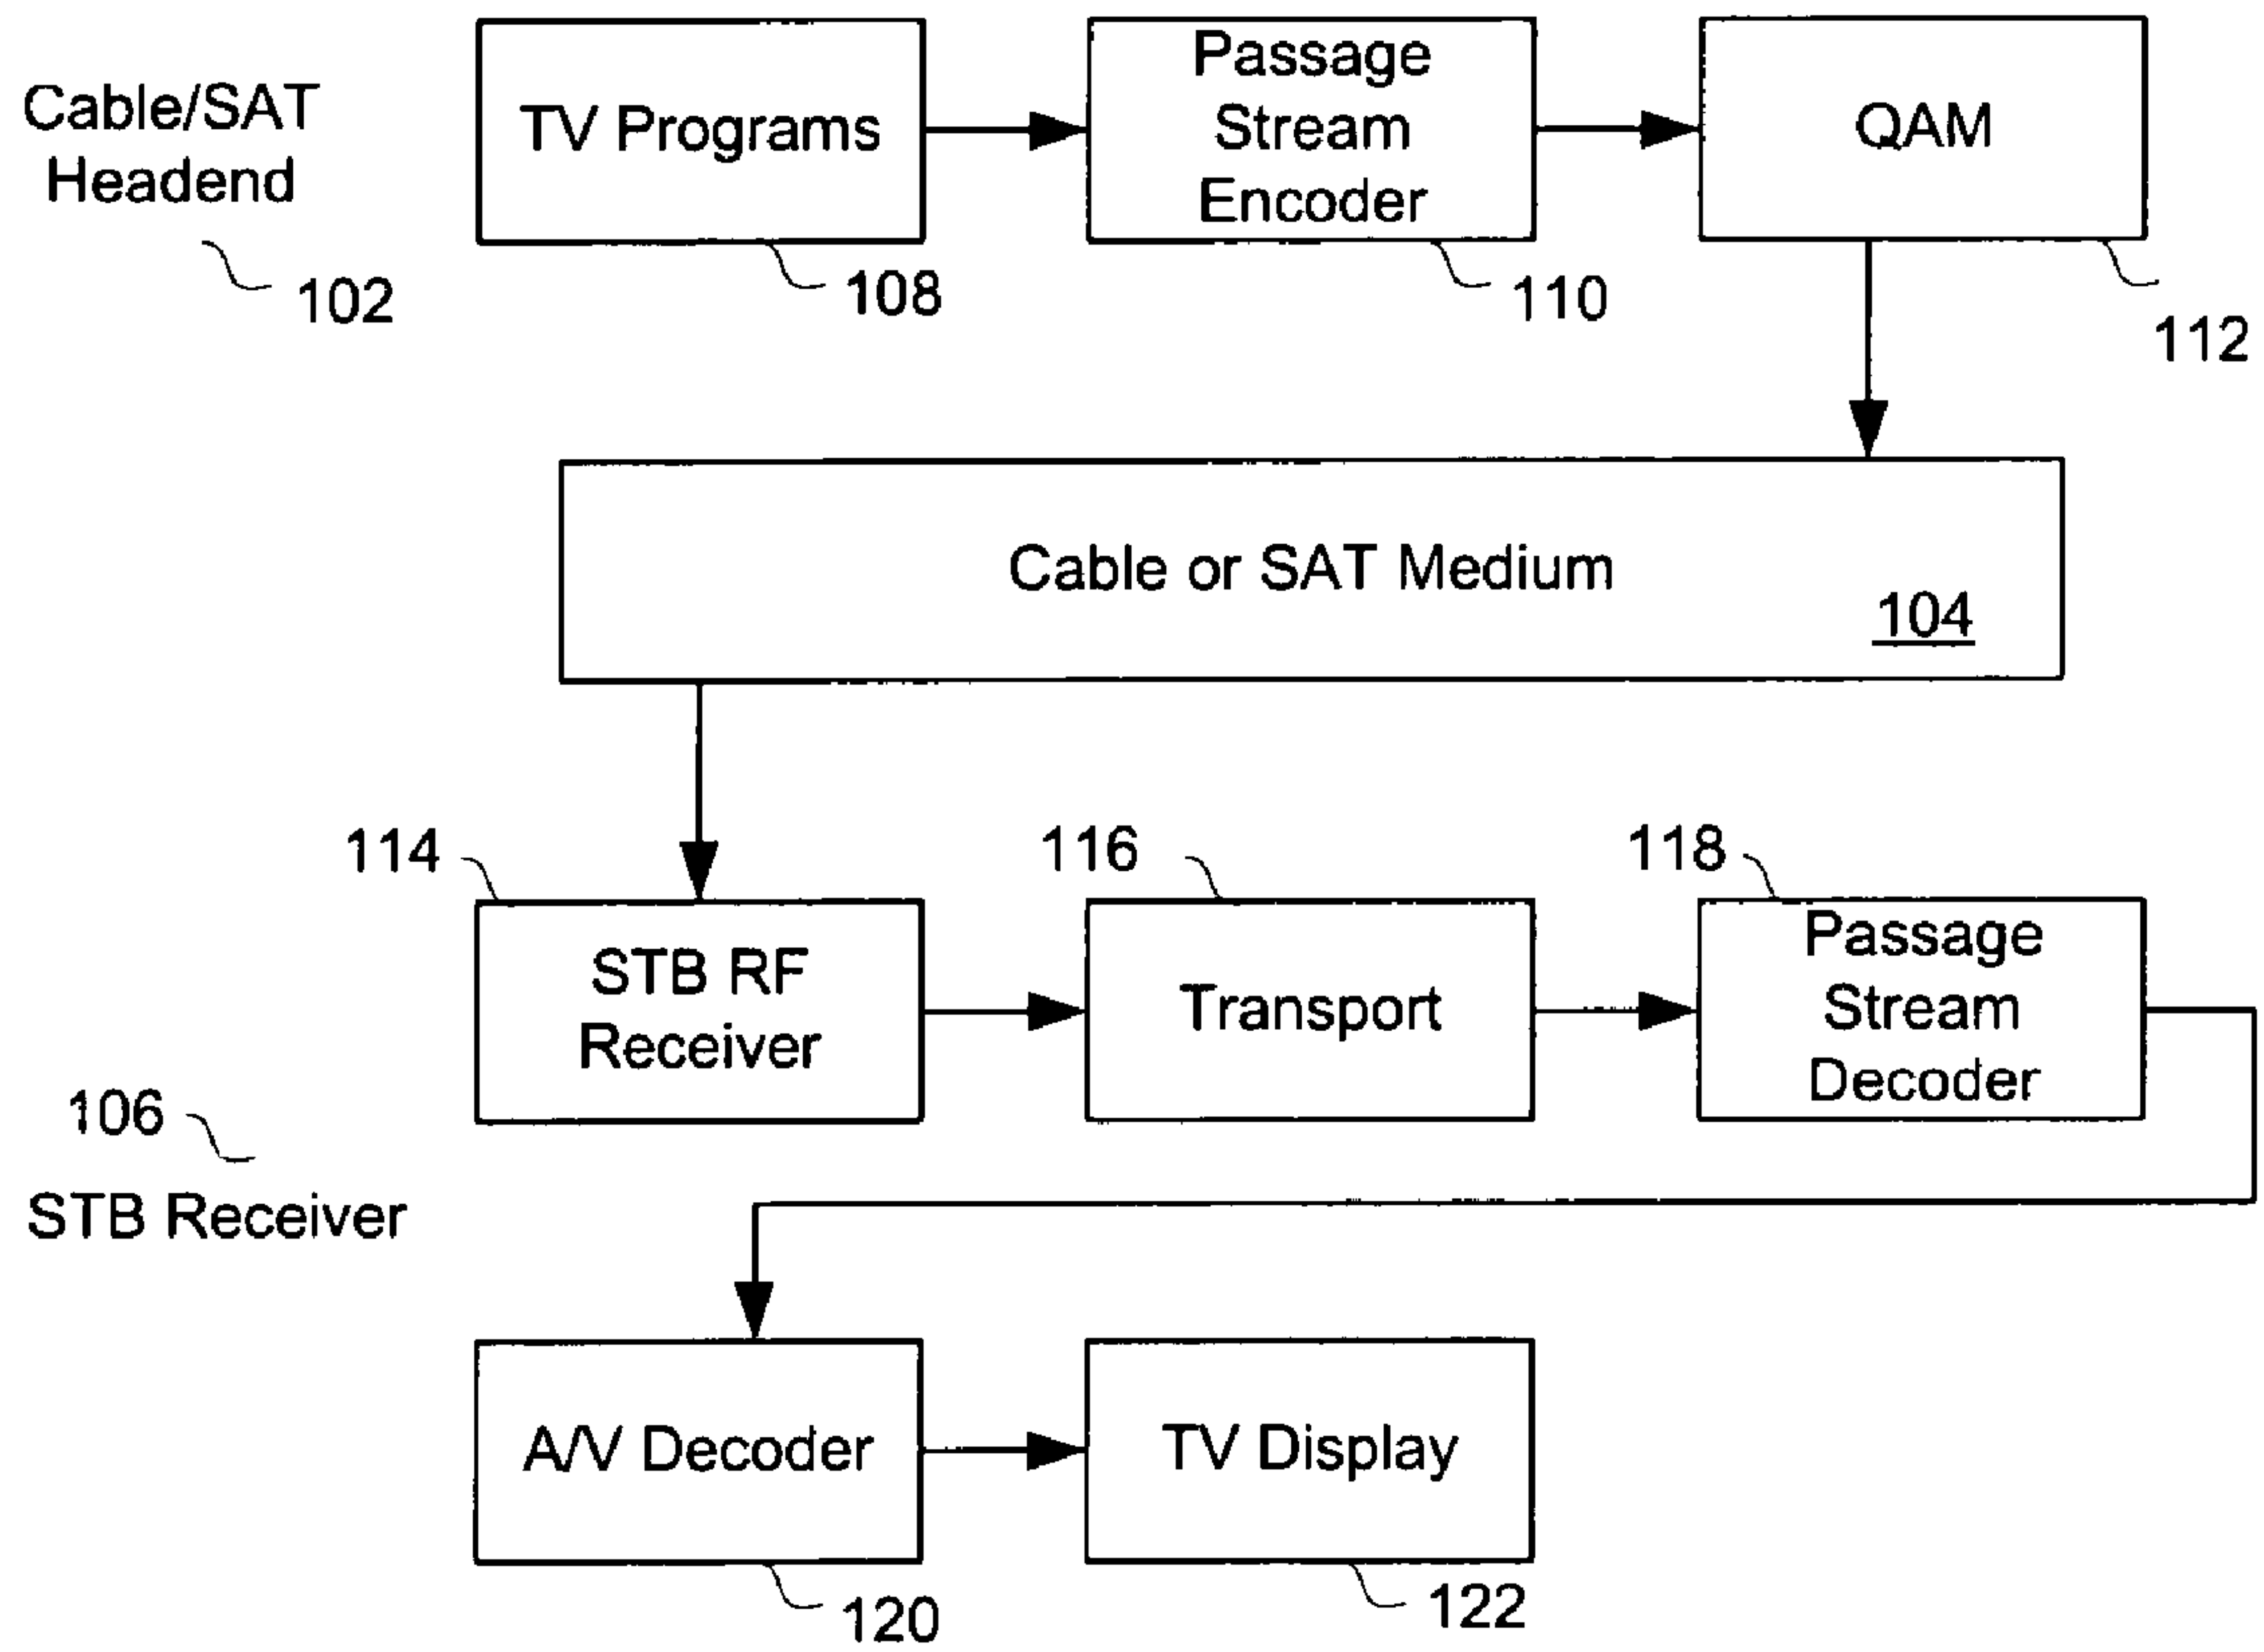 Cable/SAT
Headend
102
TV Programs
108
Passage
Stream
Encoder
110
QAM
112
Cable or SAT Medium
104
114
STB RF
Receiver
116
Transport
118
Passage
Stream
Decoder
106
STB Receiver
A/V Decoder
120
TV Display
122